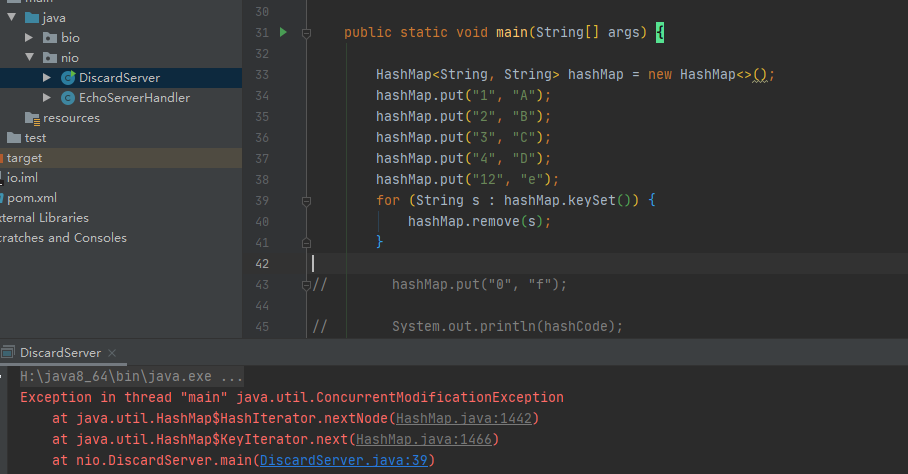 main
java
bio
nio
DiscardServer
EchoServerHandler
resources
test
target
io.iml
pom.xml
xternal Libraries
cratches and Consoles
30
31 public static void main(String[] args) {
32
33 HashMap<String, String> hashMap = new HashMap<>();
34 hashMap.put("1", "A");
35 hashMap.put("2", "B");
36 hashMap.put("3", "C");
37 hashMap.put("4", "D");
38 hashMap.put("12", "e");
39 for (String s : hashMap.keySet()) {
40 hashMap.remove(s);
41 }
42
43 // hashMap.put("0", "f");
44
45 // System.out.println(hashCode);
DiscardServer ×
H:\java8_64\bin\java.exe ...
Exception in thread "main" java.util.ConcurrentModificationException
at java.util.HashMap$HashIterator.nextNode(HashMap.java:1442)
at java.util.HashMap$KeyIterator.next(HashMap.java:1466)
at nio.DiscardServer.main(DiscardServer.java:39)